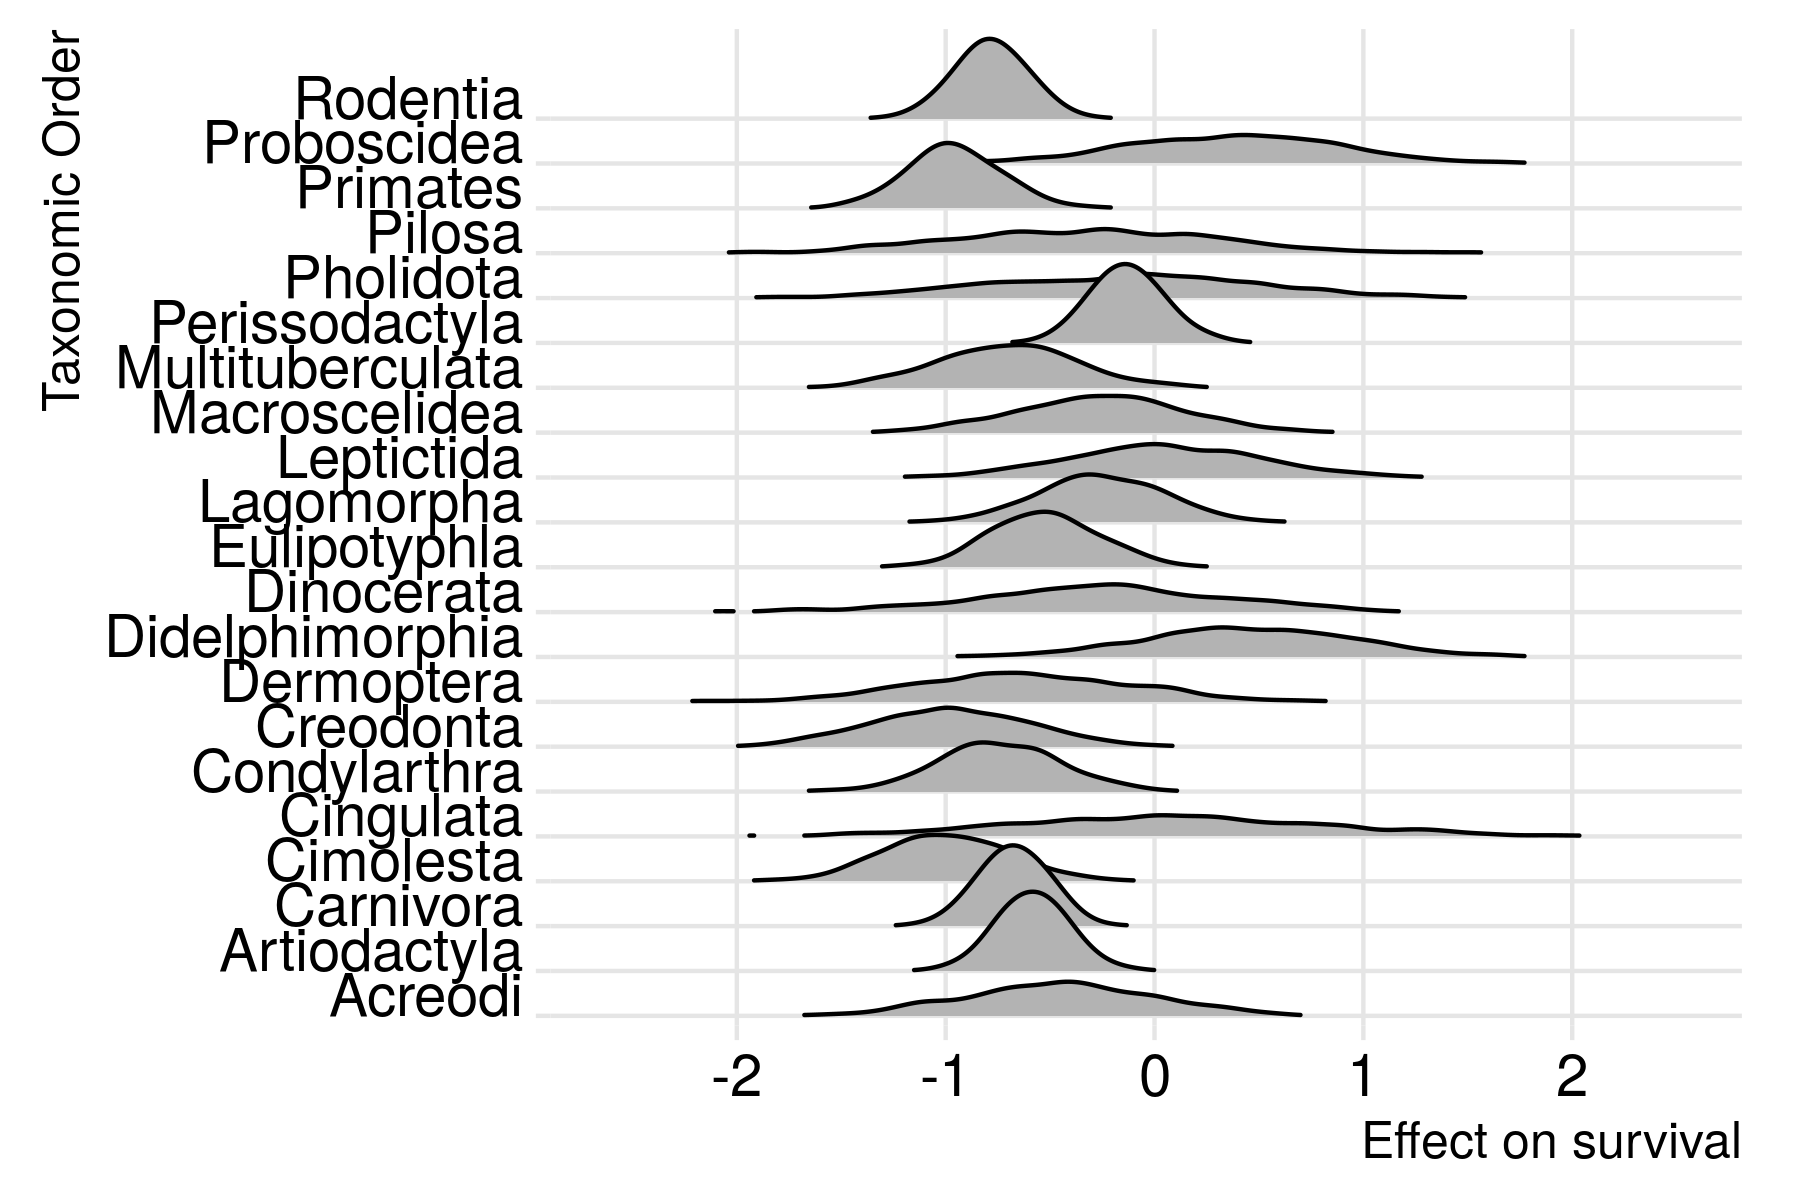 Taxonomic Order
Rodentia
Proboscidea
Primates
Pilosa
Pholidota
Perissodactyla
Multituberculata
Macroscelidea
Leptictida
Lagomorpha
Eulipotyphla
Dinocerata
Didelphimorphia
Dermoptera
Creodonta
Condylarthra
Cingulata
Cimolesta
Carnivora
Artiodactyla
Acreodi
-2 -1 0 1 2
Effect on survival